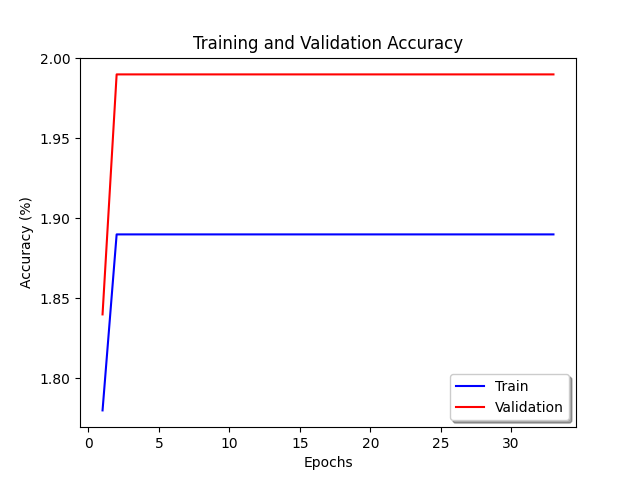 Training and Validation Accuracy
2.00
1.95
1.90
1.85
1.80
Accuracy (%)
0 5 10 15 20 25 30
Epochs
Train
Validation